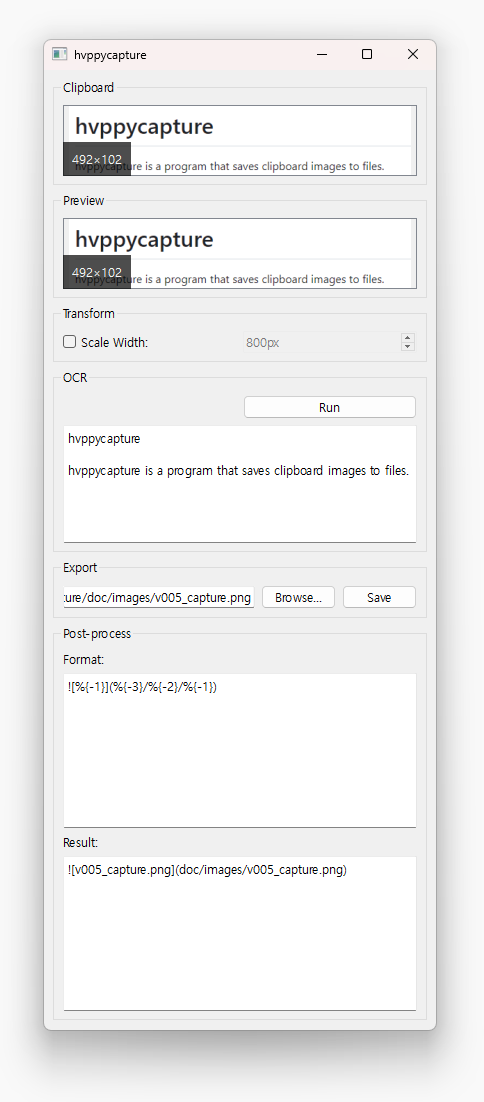 hvppycapture
Clipboard
hvppycapture
492×102
hvppycapture is a program that saves clipboard images to files.
Preview
hvppycapture
492×102
hvppycapture is a program that saves clipboard images to files.
Transform
Scale Width: 800px
OCR
Run
hvppycapture
hvppycapture is a program that saves clipboard images to files.
Export
ure/doc/images/v005_capture.png Browse... Save
Post-process
Format:
![%{-1}](%{-3}/%{-2}/%{-1})
Result:
![v005_capture.png](doc/images/v005_capture.png)